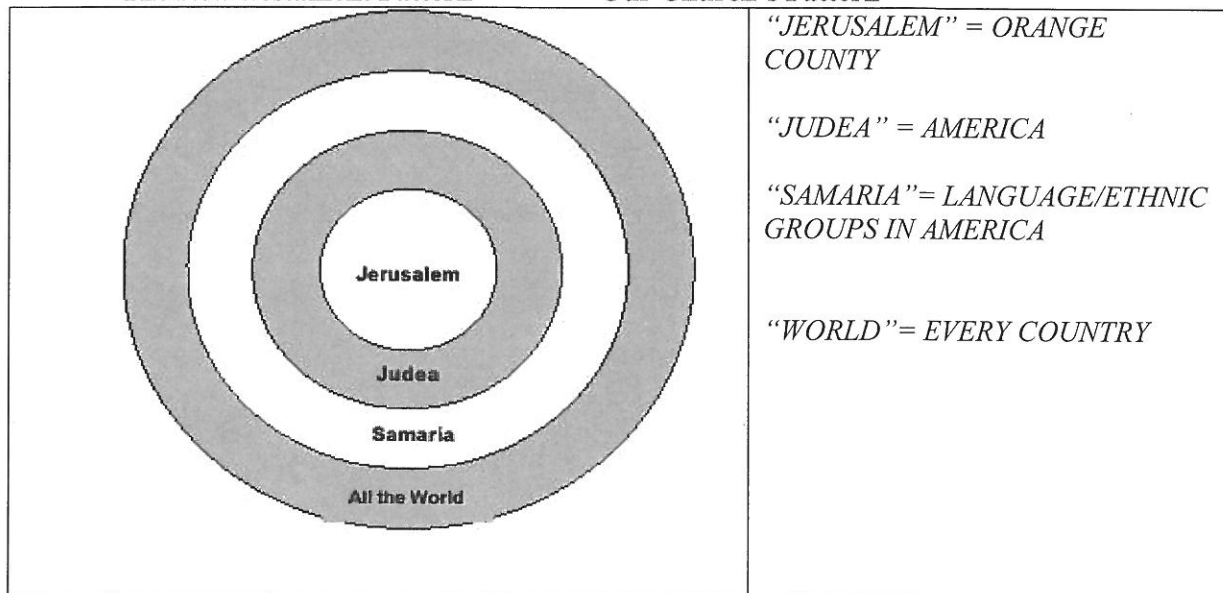 "JERUSALEM" = ORANGE
COUNTY
"JUDEA" = AMERICA
"SAMARIA"= LANGUAGE/ETHNIC
GROUPS IN AMERICA
"WORLD"= EVERY COUNTRY
Jerusalem
Judea
Samaria
All the World